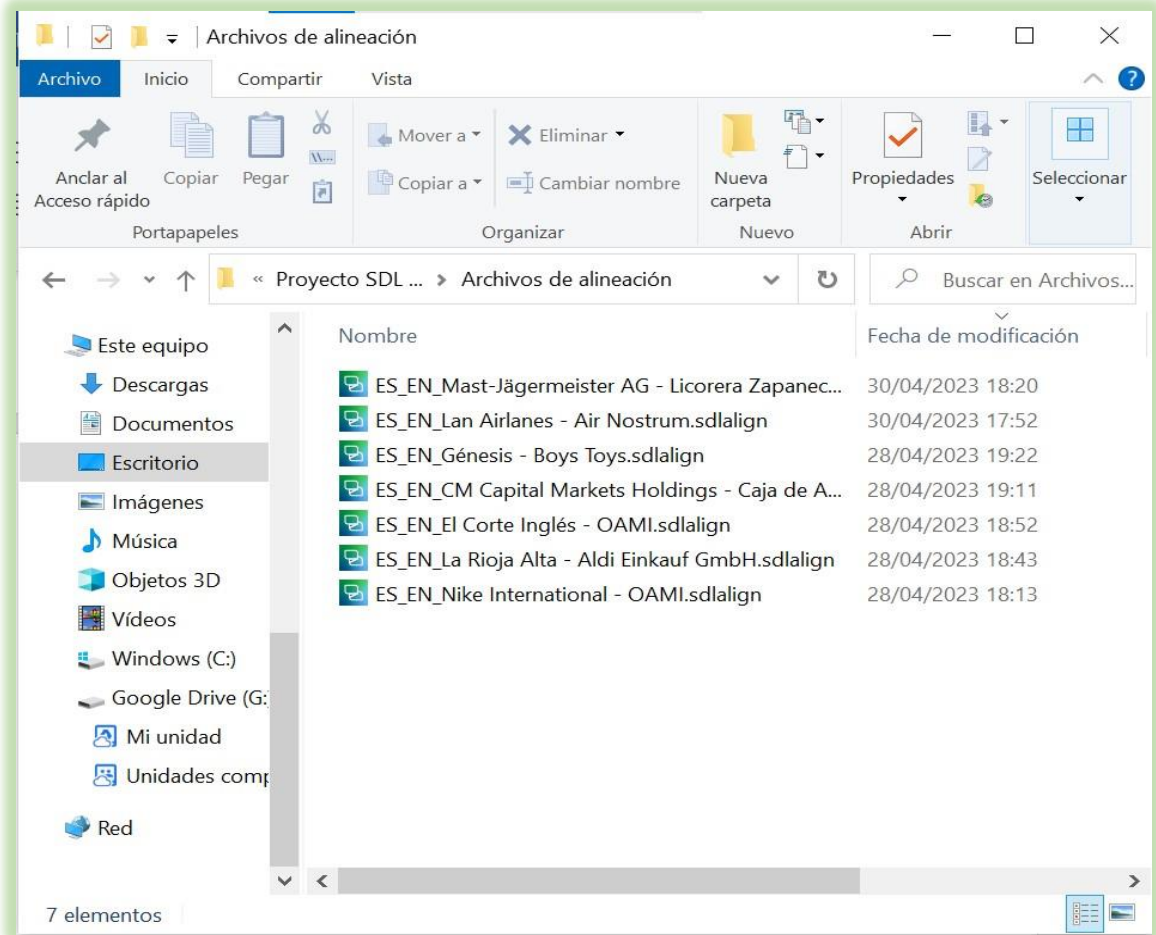 Archivos de alineación
Archivo Inicio Compartir Vista
Anclar al Acceso rápido
Copiar
Pegar
Portapapeles
Mover a
Copiar a
Eliminar
Cambiar nombre
Organizar
Nueva carpeta
Nuevo
Propiedades
Abrir
Seleccionar
« Proyecto SDL ... > Archivos de alineación
Buscar en Archivos...
Este equipo
Descargas
Documentos
Escritorio
Imágenes
Música
Objetos 3D
Vídeos
Windows (C:)
Google Drive (G:
Mi unidad
Unidades comp
Red
Nombre Fecha de modificación
ES_EN_Mast-Jägermeister AG - Licorera Zapanec... 30/04/2023 18:20
ES_EN_Lan Airlanes - Air Nostrum.sdlalign 30/04/2023 17:52
ES_EN_Génesis - Boys Toys.sdlalign 28/04/2023 19:22
ES_EN_CM Capital Markets Holdings - Caja de A... 28/04/2023 19:11
ES_EN_El Corte Inglés - OAMI.sdlalign 28/04/2023 18:52
ES_EN_La Rioja Alta - Aldi Einkauf GmbH.sdlalign 28/04/2023 18:43
ES_EN_Nike International - OAMI.sdlalign 28/04/2023 18:13
7 elementos